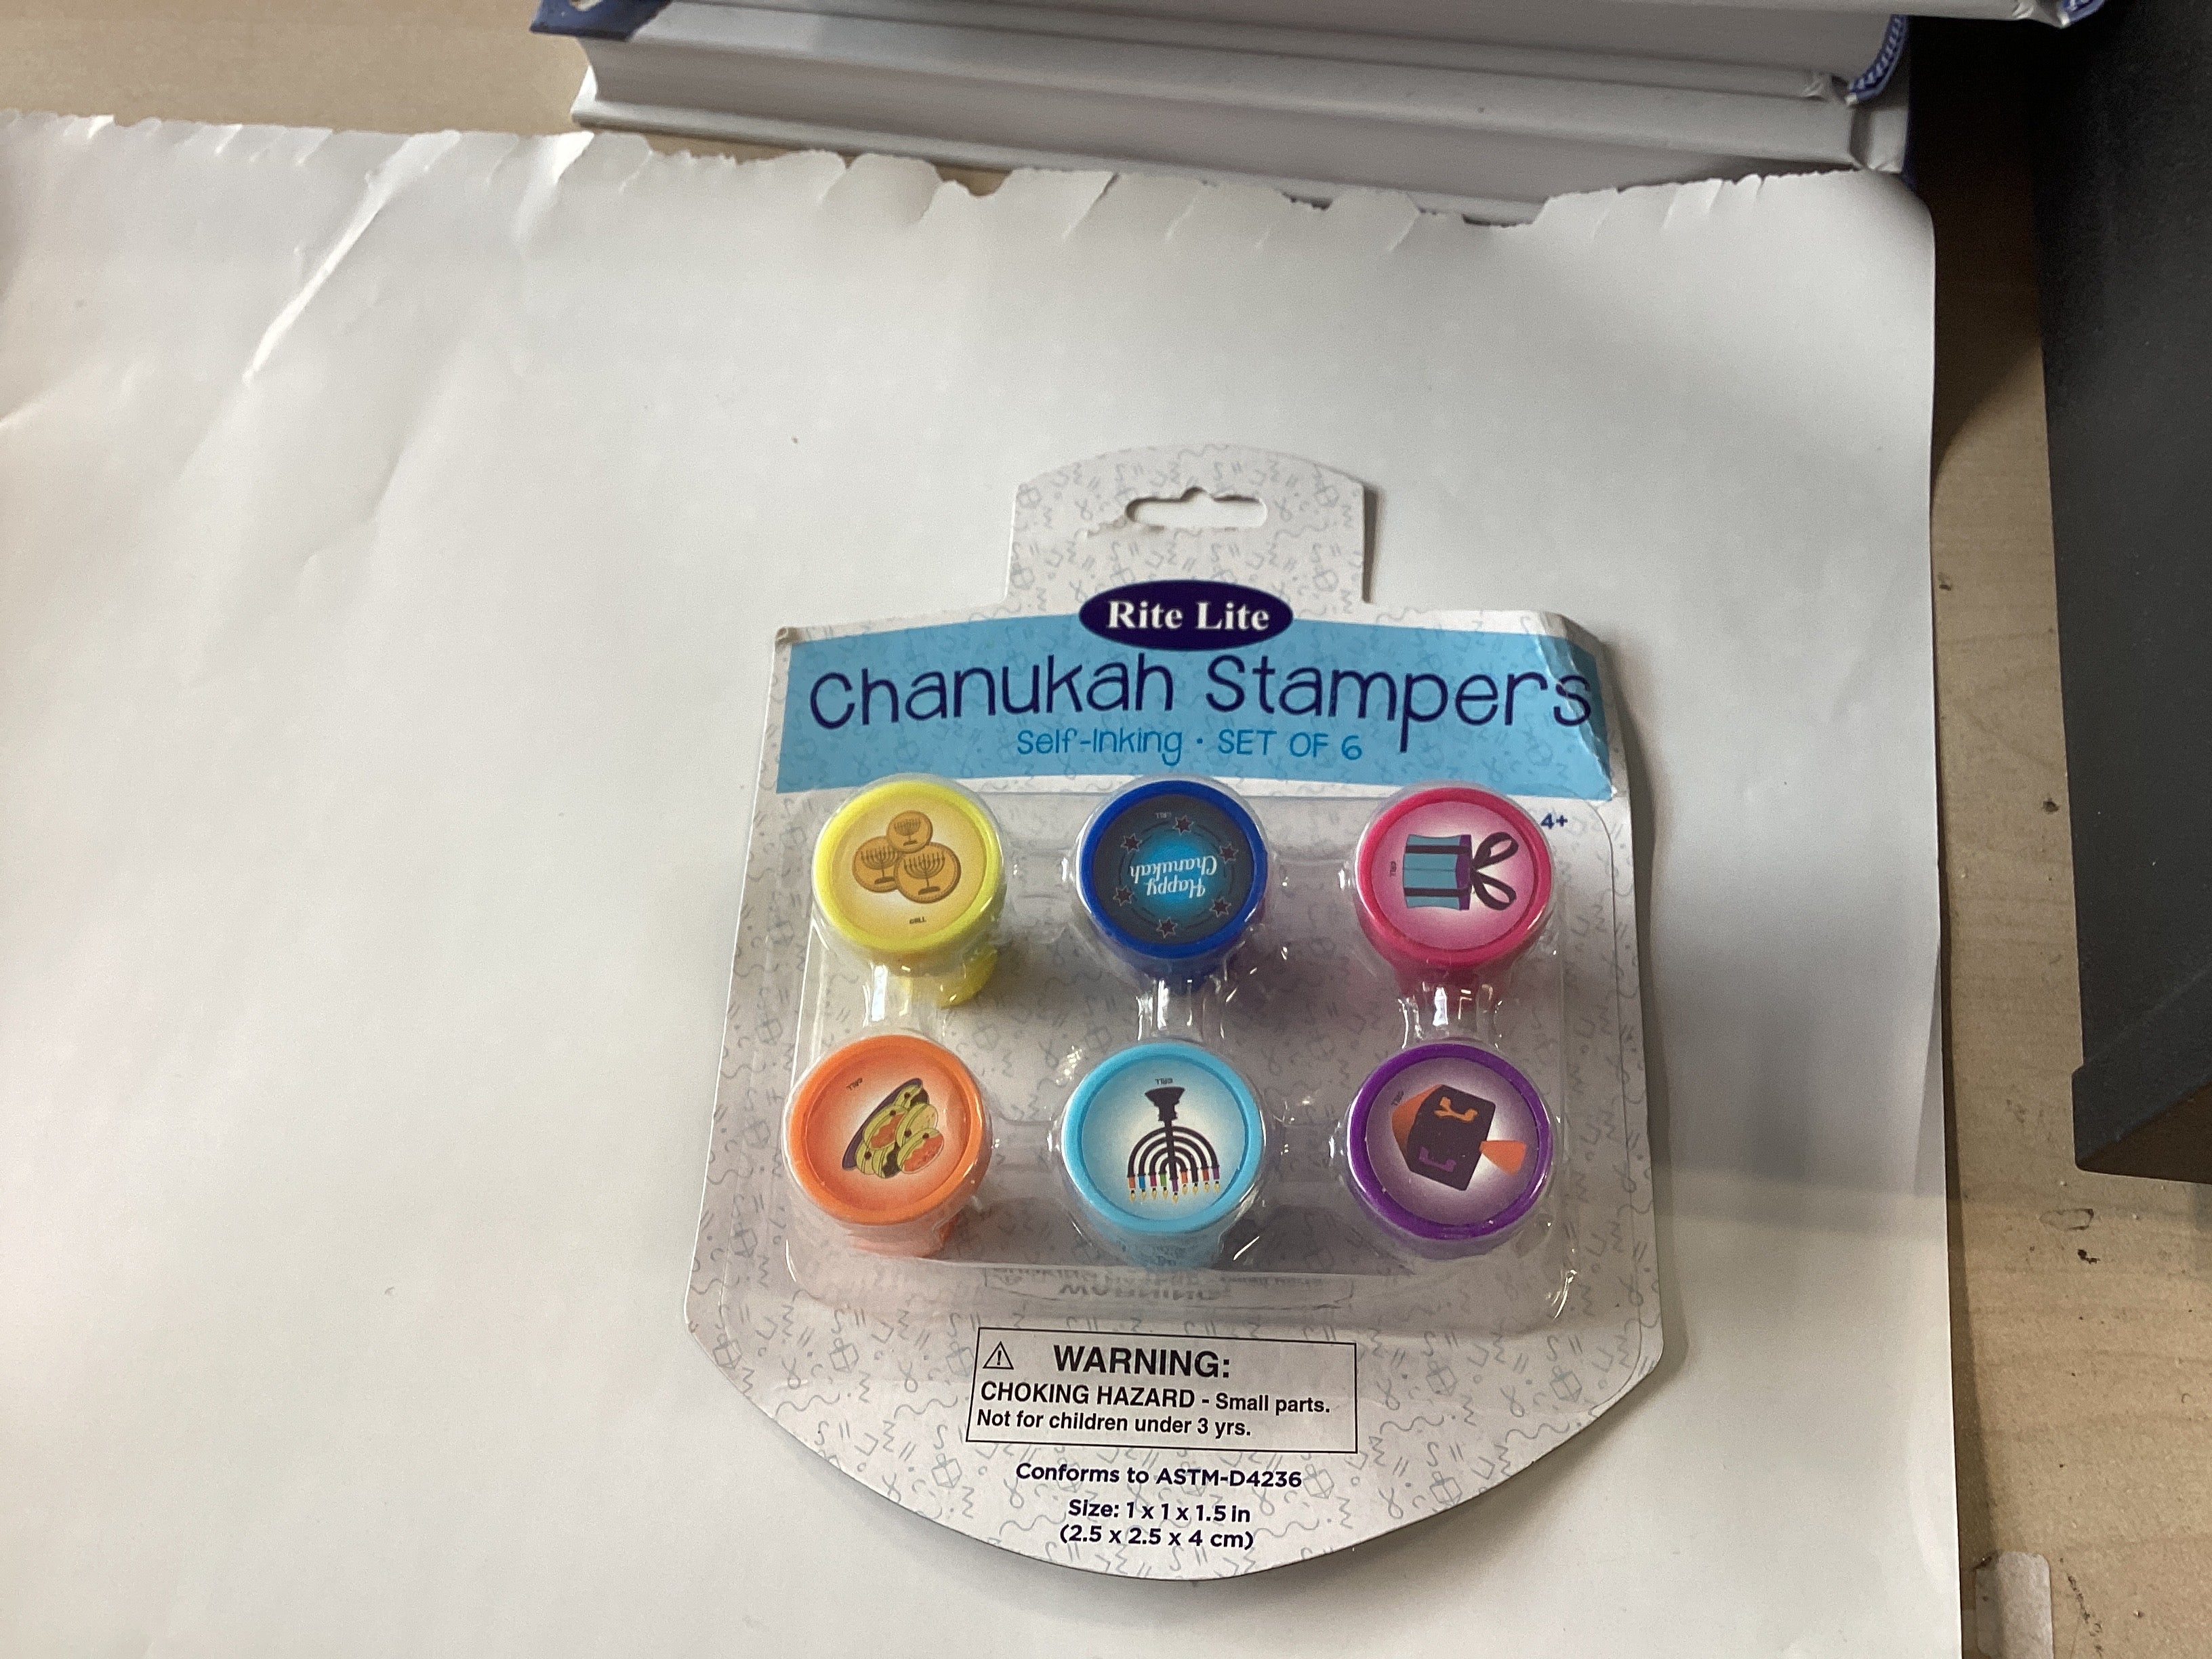 Rite Lite
Chanukah Stampers
Self-Inking • SET OF 6
4+
Happy
Chanukah
WARNING:
CHOKING HAZARD - Small parts.
Not for children under 3 yrs.
Conforms to ASTM-D4236
Size: 1 x 1 x 1.5 in
(2.5 x 2.5 x 4 cm)